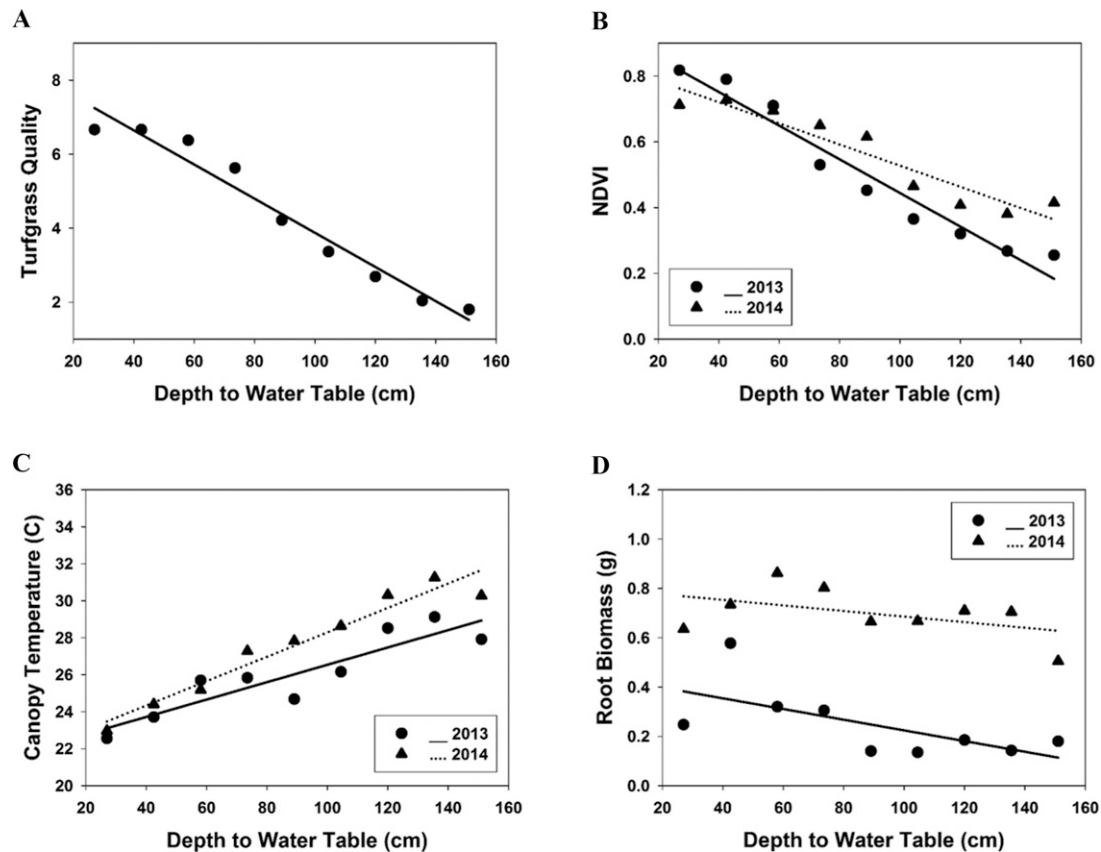 A
Turfgrass Quality
8
6
4
2
20 40 60 80 100 120 140 160
Depth to Water Table (cm)
B
NDVI
0.8
0.6
0.4
0.2
0.0
2013
2014
20 40 60 80 100 120 140 160
Depth to Water Table (cm)
C
Canopy Temperature (C)
36
34
32
30
28
26
24
22
20
2013
2014
20 40 60 80 100 120 140 160
Depth to Water Table (cm)
D
Root Biomass (g)
1.2
1.0
0.8
0.6
0.4
0.2
0.0
2013
2014
20 40 60 80 100 120 140 160
Depth to Water Table (cm)